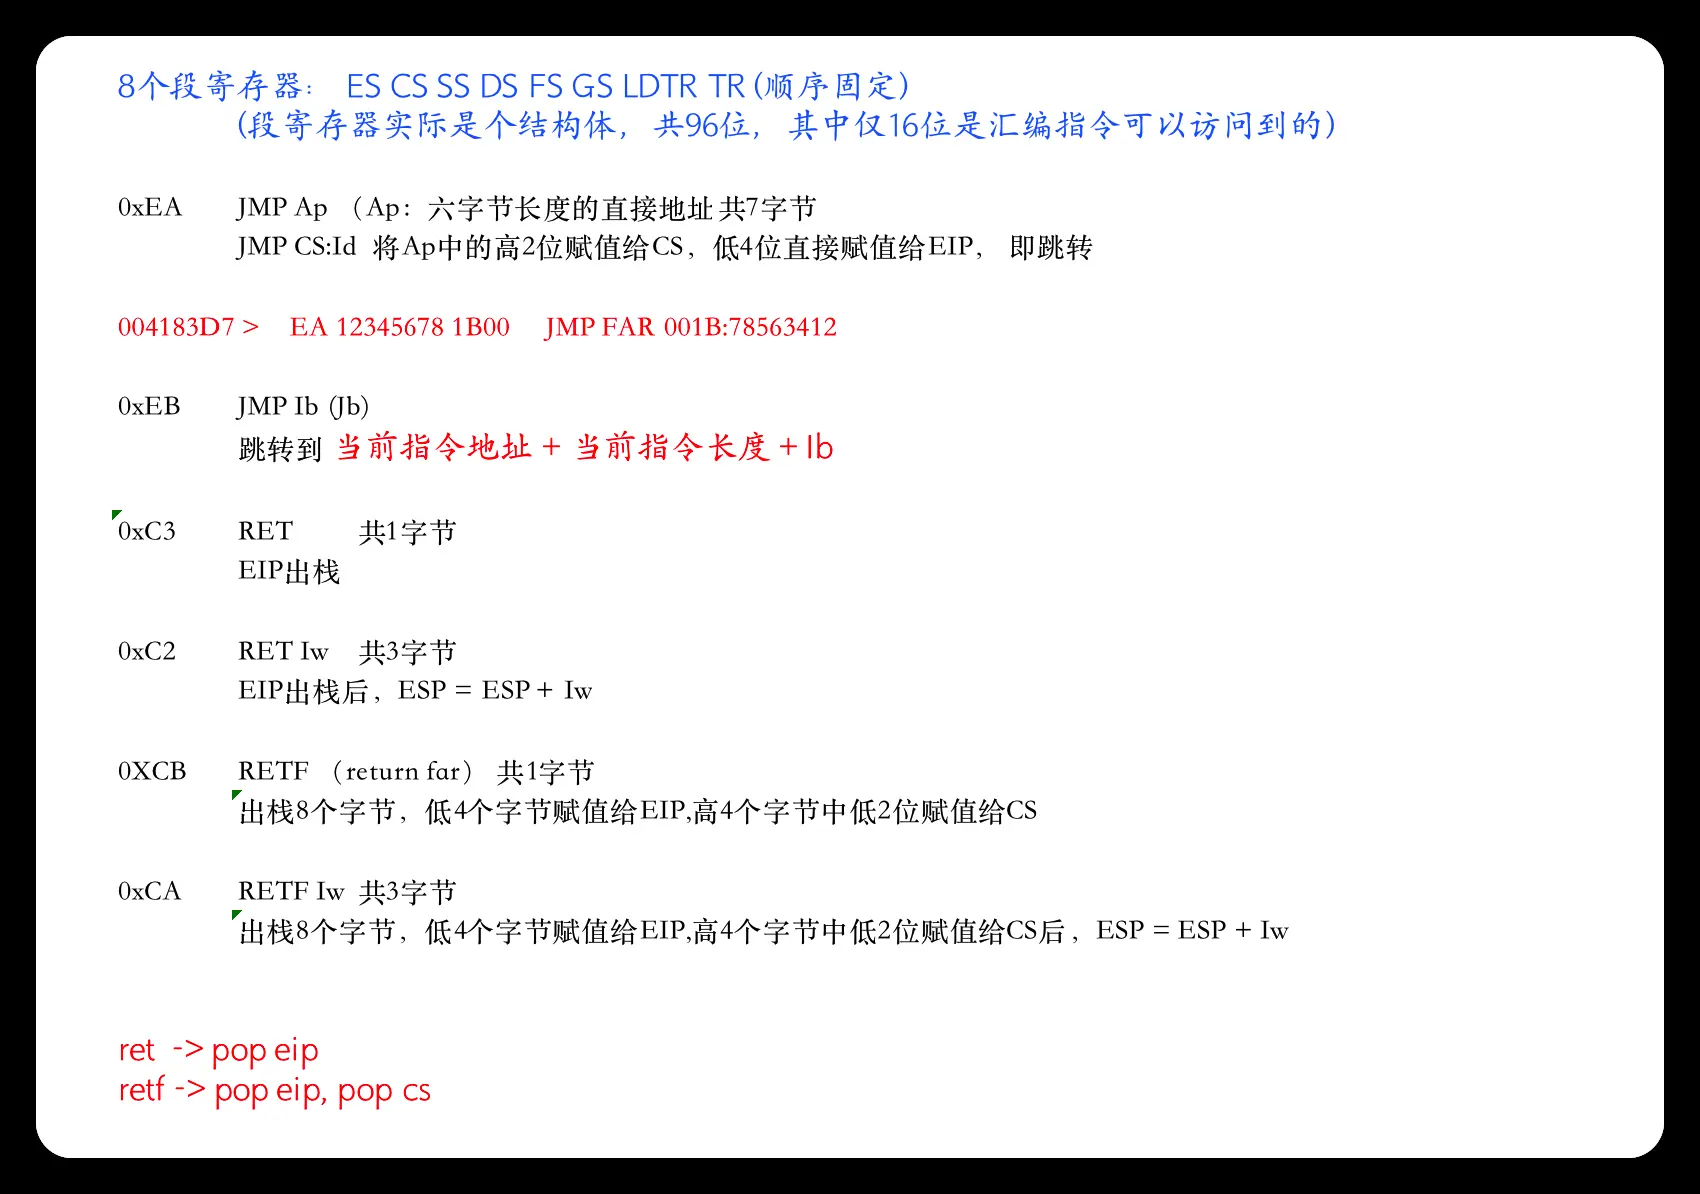 8个段寄存器： ES CS SS DS FS GS LDTR TR (顺序固定)
(段寄存器实际是个结构体，共96位，其中仅16位是汇编指令可以访问到的)
0xEA JMP Ap （Ap：六字节长度的直接地址 共7字节
JMP CS:Id 将Ap中的高2位赋值给CS，低4位直接赋值给EIP， 即跳转
004183D7 > EA 12345678 1B00 JMP FAR 001B:78563412
0xEB JMP Ib (Jb)
跳转到 当前指令地址 + 当前指令长度 + Ib
0xC3 RET 共1字节
EIP出栈
0xC2 RET Iw 共3字节
EIP出栈后，ESP = ESP + Iw
0XCB RETF （return far） 共1字节
出栈8个字节，低4个字节赋值给EIP,高4个字节中低2位赋值给CS
0xCA RETF Iw 共3字节
出栈8个字节，低4个字节赋值给EIP,高4个字节中低2位赋值给CS后，ESP = ESP + Iw
ret -> pop eip
retf -> pop eip, pop cs